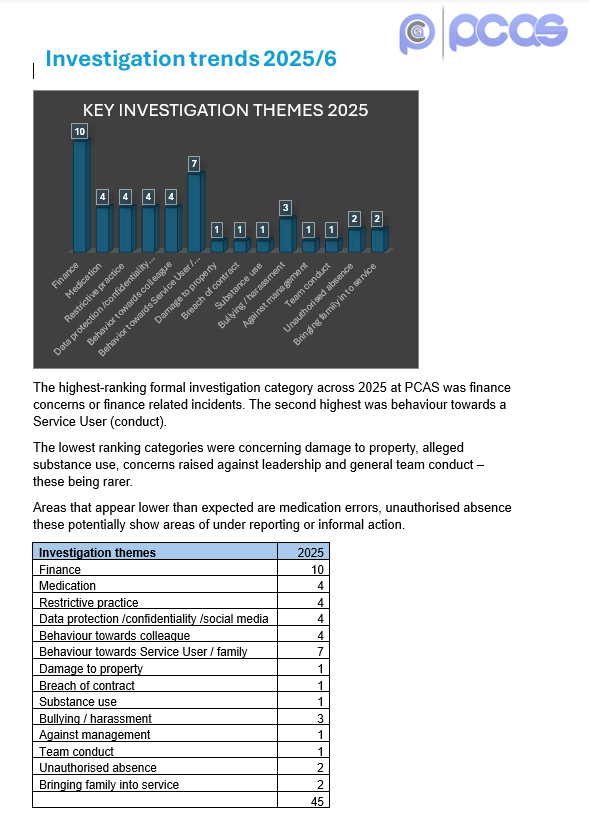 pcas
Investigation trends 2025/6
KEY INVESTIGATION THEMES 2025
10
4
4
4
4
7
1
1
1
3
1
1
2
2
Finance
Medication
Restrictive practice
Data protection /confidentiality…
Behavior towards colleague
Behavior towards Service User /…
Damage to property
Breach of contract
Substance use
Bullying / harassment
Against management
Team conduct
Unauthorised absence
Bringing family in to service
The highest-ranking formal investigation category across 2025 at PCAS was finance
concerns or finance related incidents. The second highest was behaviour towards a
Service User (conduct).
The lowest ranking categories were concerning damage to property, alleged
substance use, concerns raised against leadership and general team conduct –
these being rarer.
Areas that appear lower than expected are medication errors, unauthorised absence
these potentially show areas of under reporting or informal action.
Investigation themes 2025
Finance 10
Medication 4
Restrictive practice 4
Data protection /confidentiality /social media 4
Behaviour towards colleague 4
Behaviour towards Service User / family 7
Damage to property 1
Breach of contract 1
Substance use 1
Bullying / harassment 3
Against management 1
Team conduct 1
Unauthorised absence 2
Bringing family into service 2
45